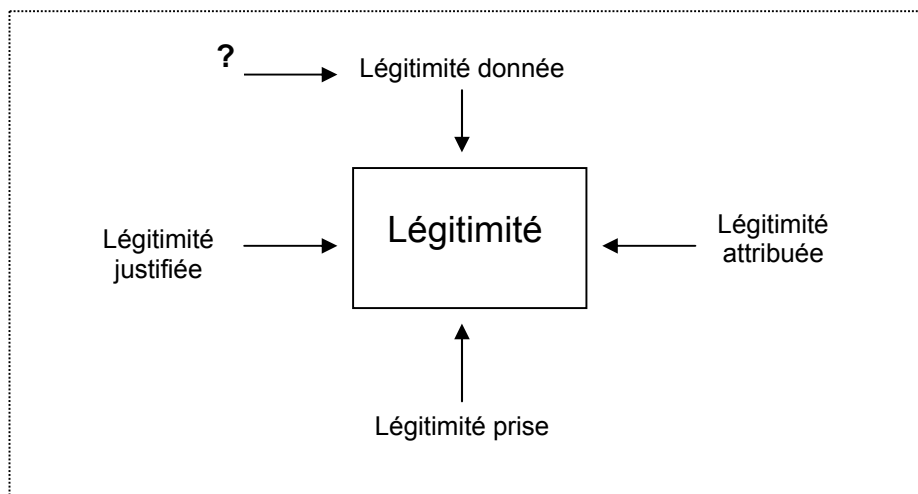 ?
Légitimité donnée
Légitimité
justifiée
Légitimité
Légitimité
attribuée
Légitimité prise